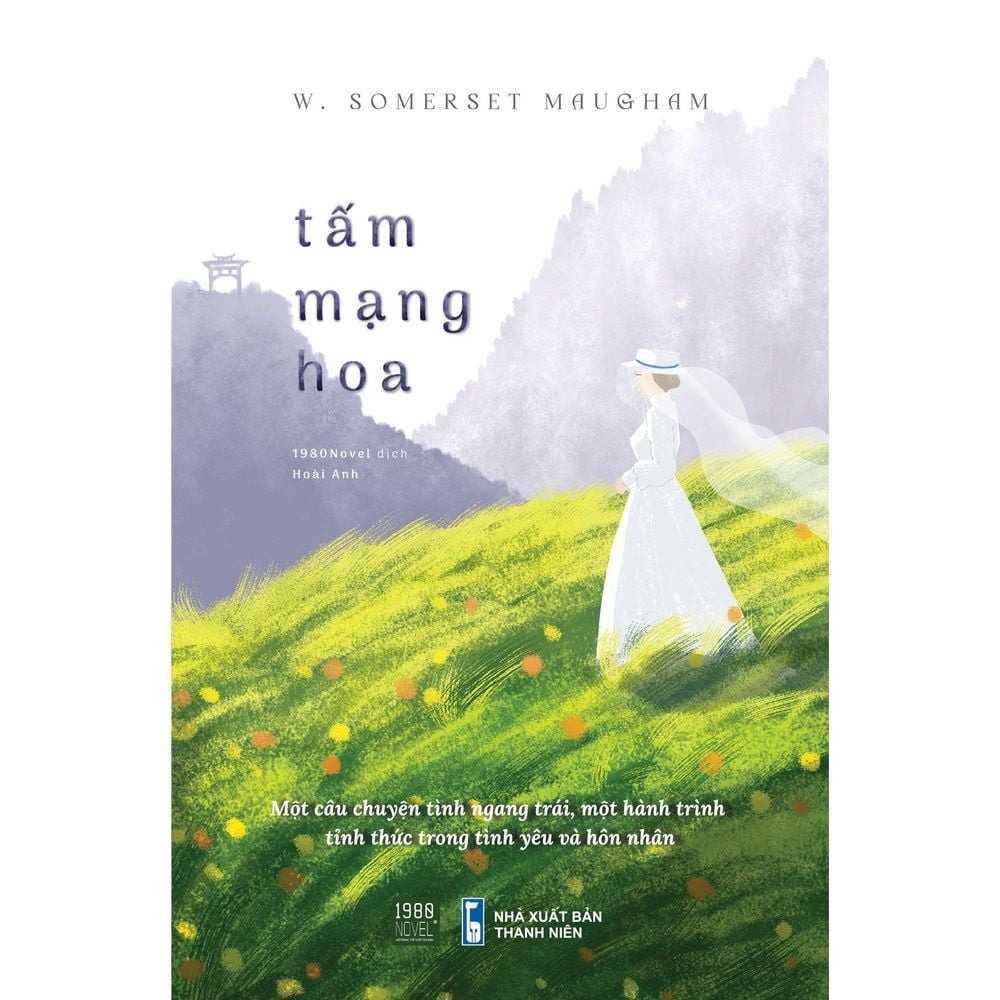 W. SOMERSET MAUGHAM
tấm
mạng
hoa
1980Novel dịch
Hoài Anh
Một câu chuyện tình ngang trái, một hành trình
tỉnh thức trong tình yêu và hôn nhân
1980
NOVEL
NHÀ XUẤT BẢN
THANH NIÊN